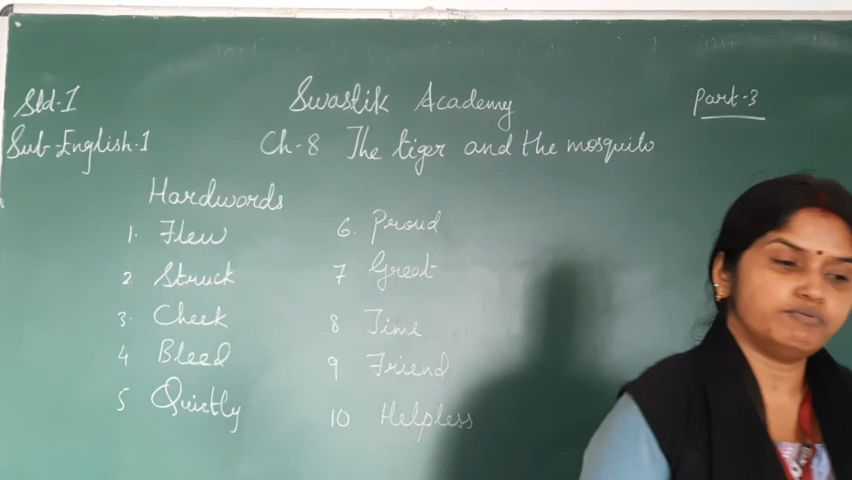 Std-1 Swastik Academy Part-3
Sub-English-1 Ch-8 The tiger and the mosquito
Hardwords
1. Flew
2 Struck
3. Cheek
4 Bleed
5 Quietly
6. Proud
7 Great
8 Time
9 Friend
10 Helpless